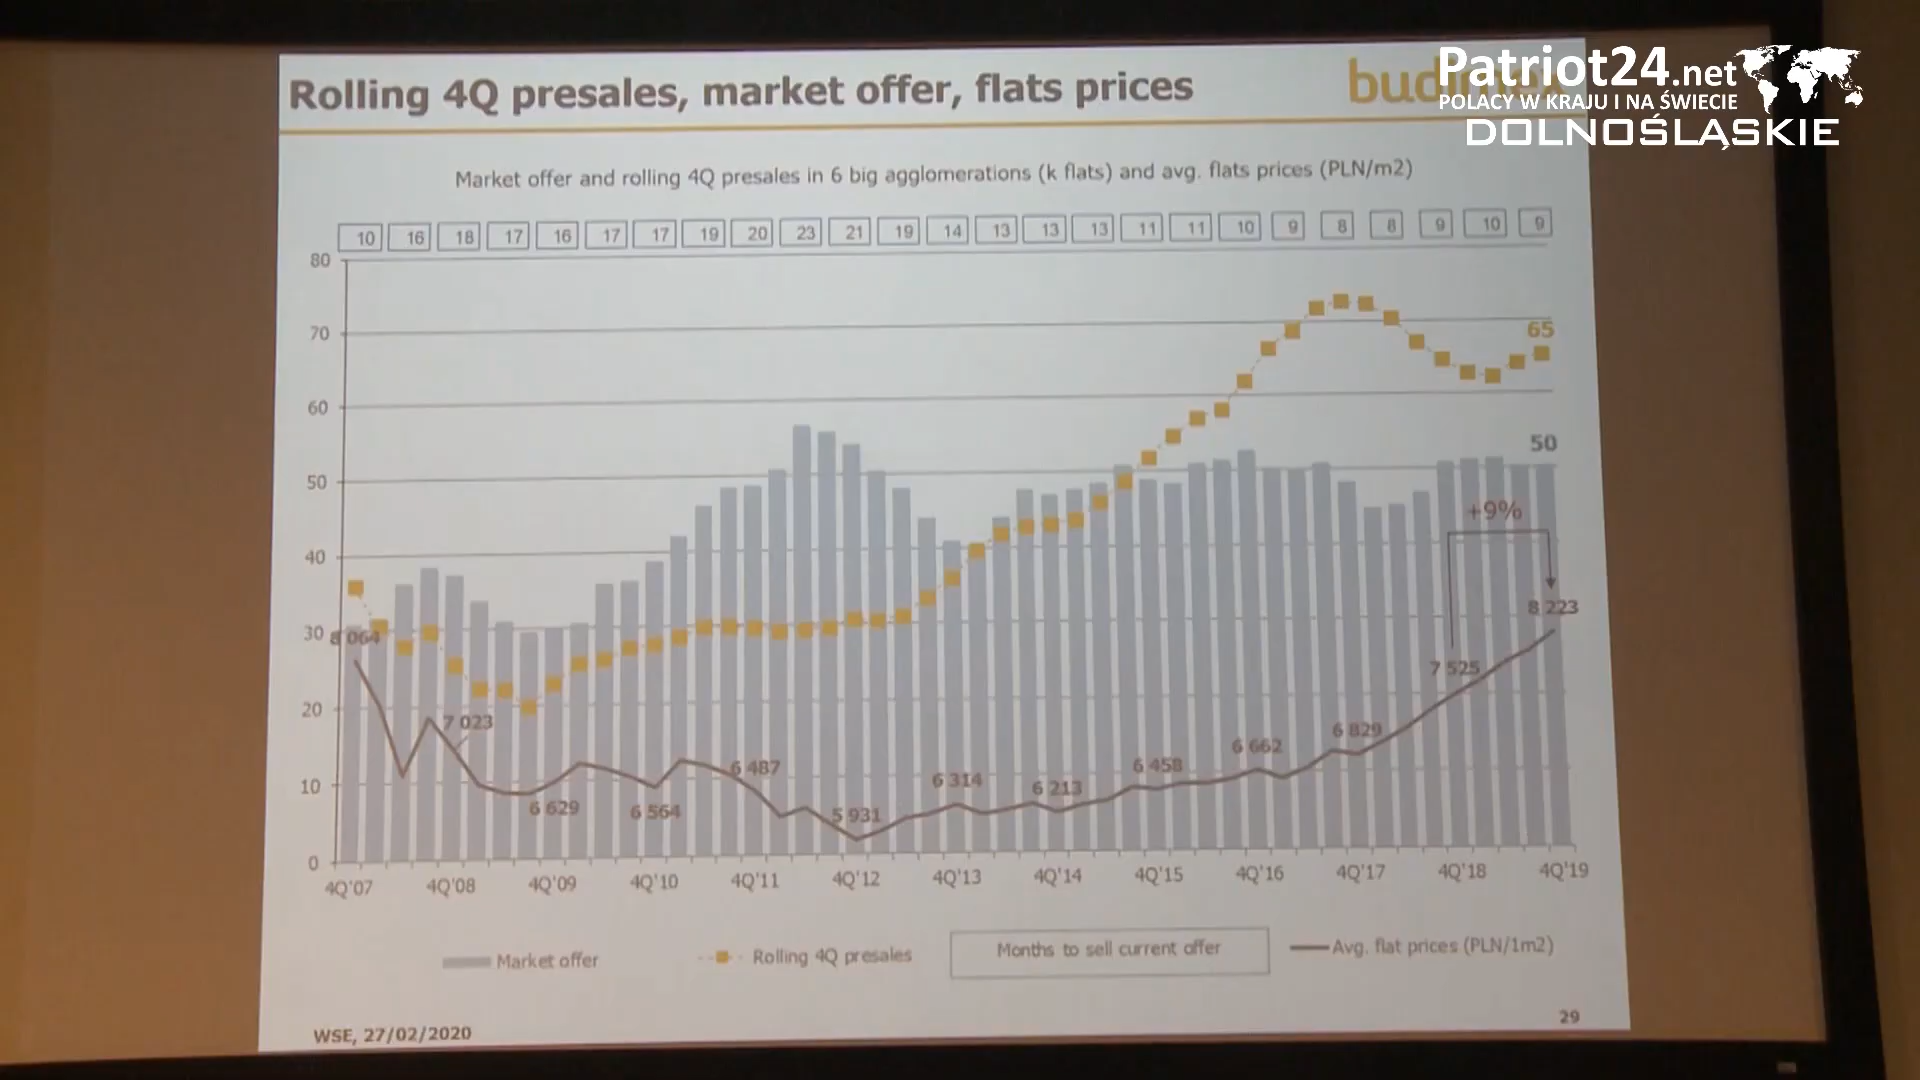 Rolling 4Q presales, market offer, flats prices
Patriot24.net
POLACY W KRAJU I NA ŚWIECIE
DOLNOŚLĄSKIE
Market offer and rolling 4Q presales in 6 big agglomerations (k flats) and avg. flats prices (PLN/m2)
10 16 18 17 16 17 17 19 20 23 21 19 14 13 13 13 11 11 10 9 8 8 9 10 9
80
70
60
50
40
30
20
10
0
65
50
+9%
8 064
7 023
6 629
6 564
6 487
5 931
6 314
6 213
6 458
6 662
6 829
7 525
8 223
4Q'07 4Q'08 4Q'09 4Q'10 4Q'11 4Q'12 4Q'13 4Q'14 4Q'15 4Q'16 4Q'17 4Q'18 4Q'19
Market offer
Rolling 4Q presales
Months to sell current offer
Avg. flat prices (PLN/1m2)
WSE, 27/02/2020
29